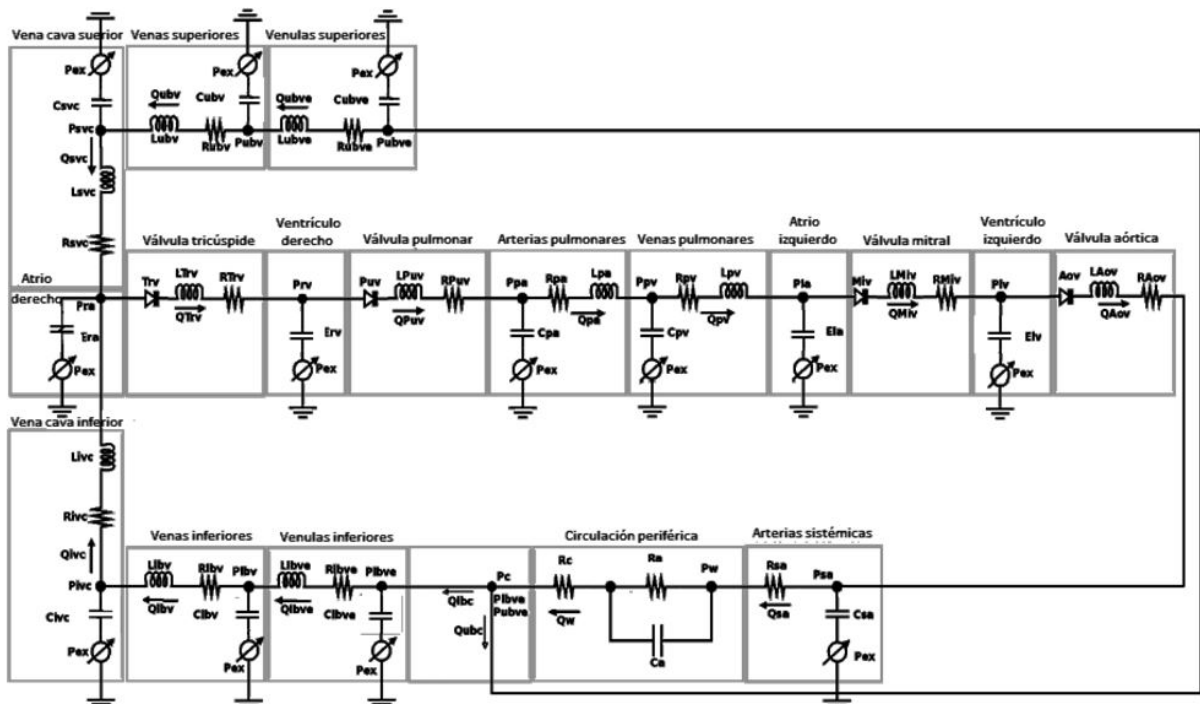 Vena cava suerior
Venas superiores
Venulas superiores
Pex
Pex
Pex
Csvc
Qubv
Cubv
Qubve
Cubve
Psvc
Lubv
Rubv
Pubv
Lubve
Rubve
Pubve
Qsvc
Lsvc
Rsvc
Atrio
derecho
Válvula tricúspide
Ventrículo
derecho
Válvula pulmonar
Arterias pulmonares
Venas pulmonares
Atrio
izquierdo
Válvula mitral
Ventrículo
izquierdo
Válvula aórtica
Pra
Trv
LTrv
RTrv
QTrv
Prv
Puv
LPuv
RPuv
QPuv
Ppa
Rpa
Lpa
Qpa
Ppv
Rpv
Lpv
Qpv
Pla
Miv
LMiv
RMiv
QMiv
Plv
Aov
LAov
RAov
QAov
Era
Erv
Cpa
Cpv
Ela
Elv
Pex
Pex
Pex
Pex
Pex
Pex
Vena cava inferior
Livc
Rivc
Qivc
Pivc
Civc
Pex
Venas inferiores
Venulas inferiores
Circulación periférica
Arterias sistémicas
Llbv
Rlbv
Plbv
Qlbv
Clbv
Pex
Llbve
Rlbve
Plbve
Qlbve
Clbve
Pex
Qlbc
Qubc
Pc
Plbve
Pubve
Rc
Qw
Ra
Pw
Ca
Rsa
Qsa
Psa
Csa
Pex